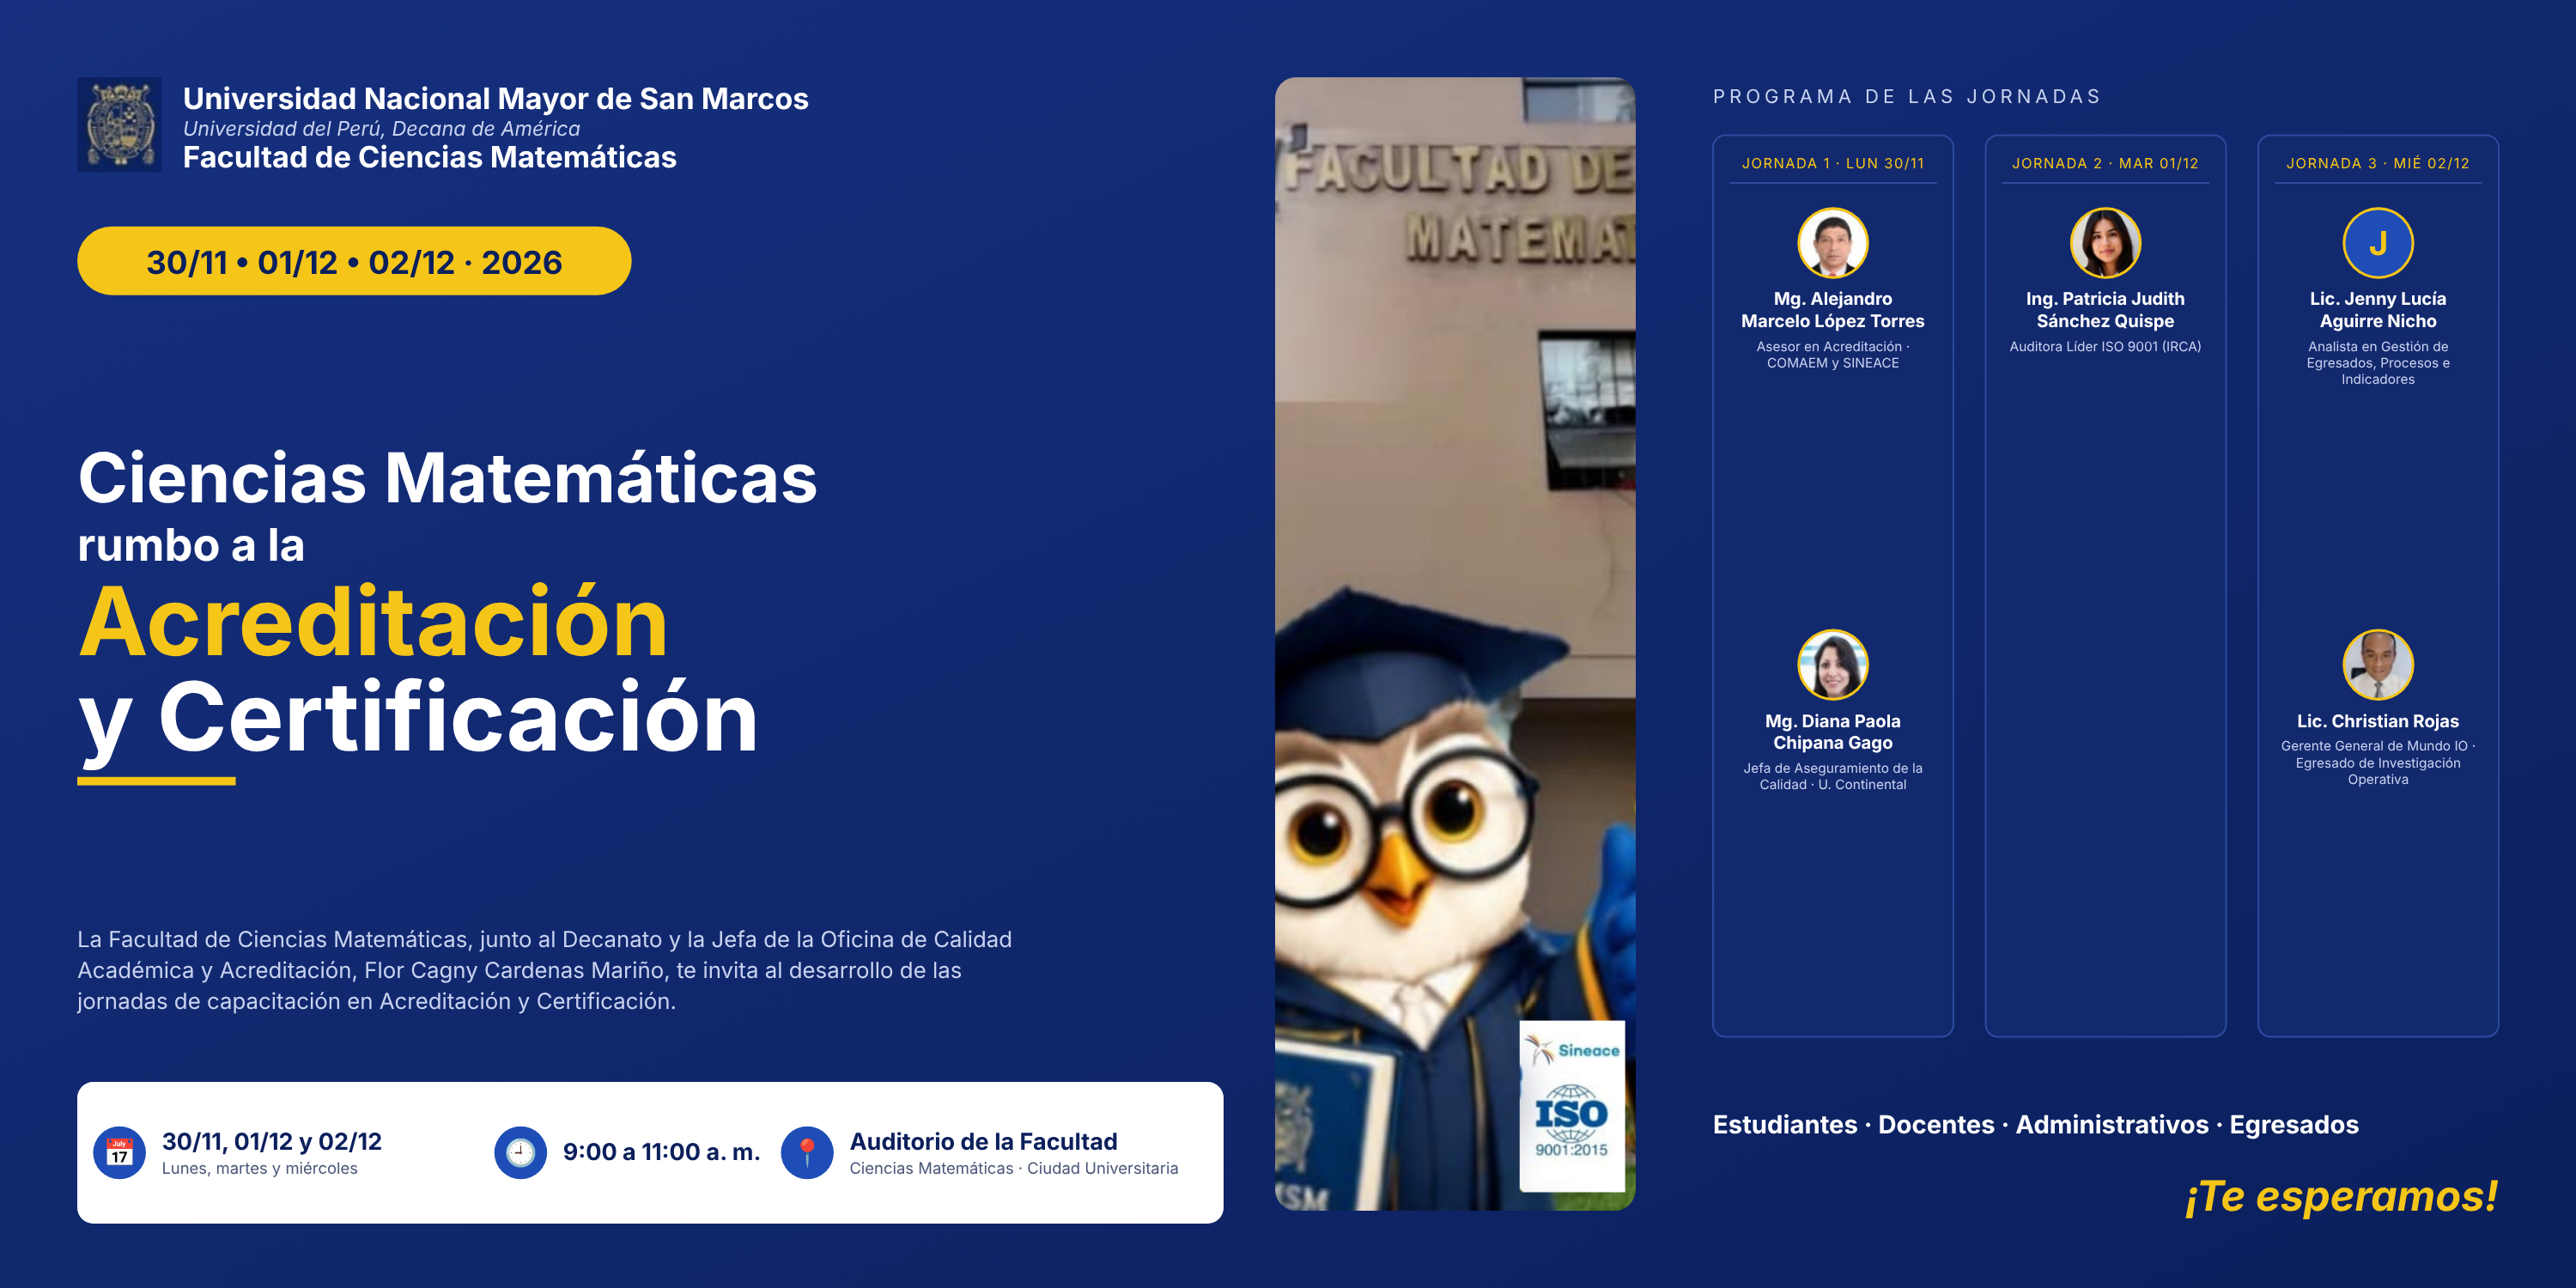 Universidad Nacional Mayor de San Marcos
Universidad del Perú, Decana de América
Facultad de Ciencias Matemáticas
30/11 • 01/12 • 02/12 · 2026
Ciencias Matemáticas
rumbo a la
Acreditación
y Certificación
La Facultad de Ciencias Matemáticas, junto al Decanato y la Jefa de la Oficina de Calidad
Académica y Acreditación, Flor Cagny Cardenas Mariño, te invita al desarrollo de las
jornadas de capacitación en Acreditación y Certificación.
July
17
30/11, 01/12 y 02/12
Lunes, martes y miércoles
9:00 a 11:00 a. m.
Auditorio de la Facultad
Ciencias Matemáticas · Ciudad Universitaria
FACULTAD DE
MATEMAT
Sineace
ISO
9001:2015
SM
PROGRAMA DE LAS JORNADAS
JORNADA 1 · LUN 30/11
Mg. Alejandro
Marcelo López Torres
Asesor en Acreditación ·
COMAEM y SINEACE
Mg. Diana Paola
Chipana Gago
Jefa de Aseguramiento de la
Calidad · U. Continental
JORNADA 2 · MAR 01/12
Ing. Patricia Judith
Sánchez Quispe
Auditora Líder ISO 9001 (IRCA)
JORNADA 3 · MIÉ 02/12
J
Lic. Jenny Lucía
Aguirre Nicho
Analista en Gestión de
Egresados, Procesos e
Indicadores
Lic. Christian Rojas
Gerente General de Mundo IO ·
Egresado de Investigación
Operativa
Estudiantes · Docentes · Administrativos · Egresados
¡Te esperamos!